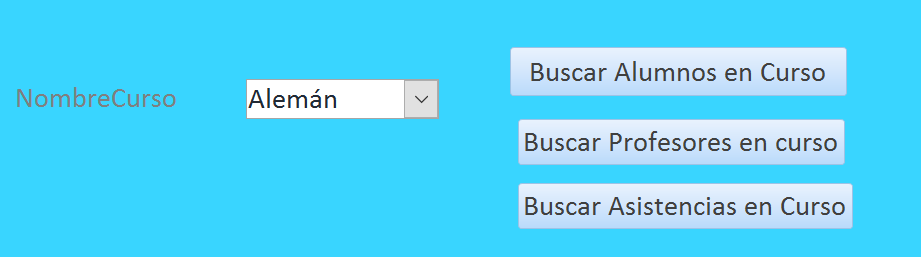 NombreCurso
Alemán
Buscar Alumnos en Curso
Buscar Profesores en curso
Buscar Asistencias en Curso